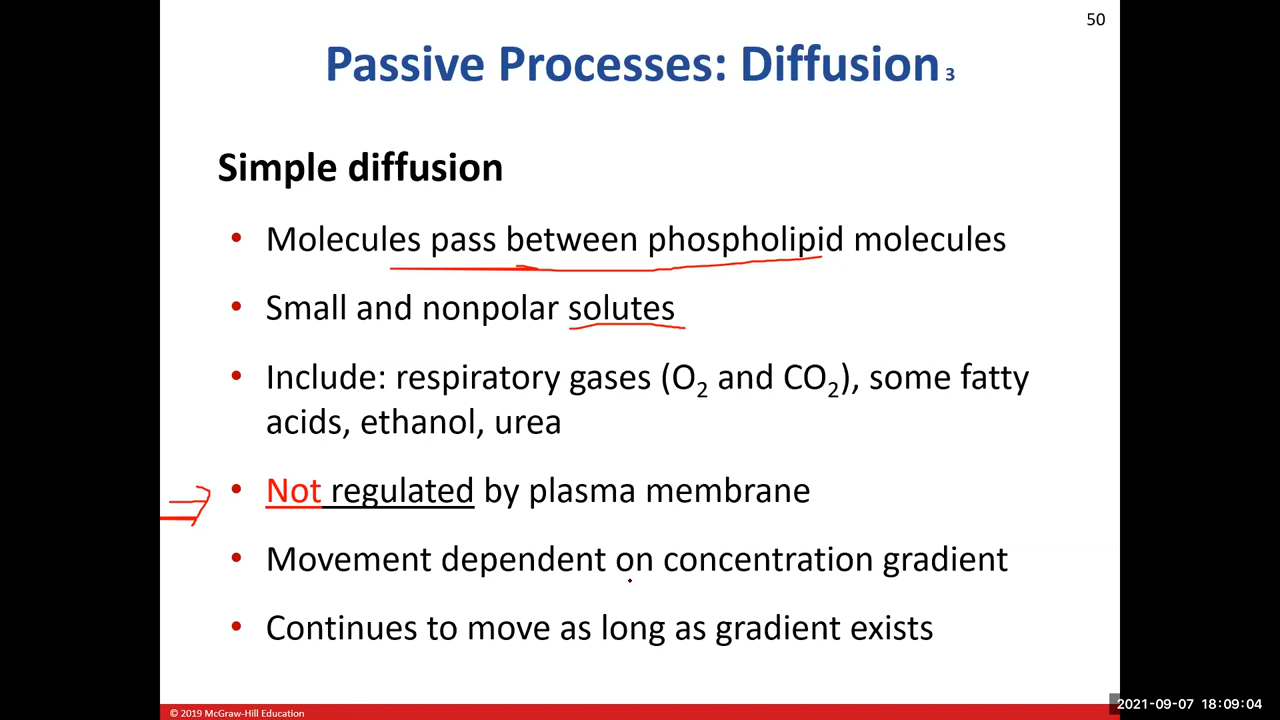 50
Passive Processes: Diffusion 3
Simple diffusion
• Molecules pass between phospholipid molecules
• Small and nonpolar solutes
• Include: respiratory gases (O2 and CO2), some fatty
acids, ethanol, urea
• Not regulated by plasma membrane
• Movement dependent on concentration gradient
• Continues to move as long as gradient exists
© 2019 McGraw-Hill Education
2021-09-07 18:09:04